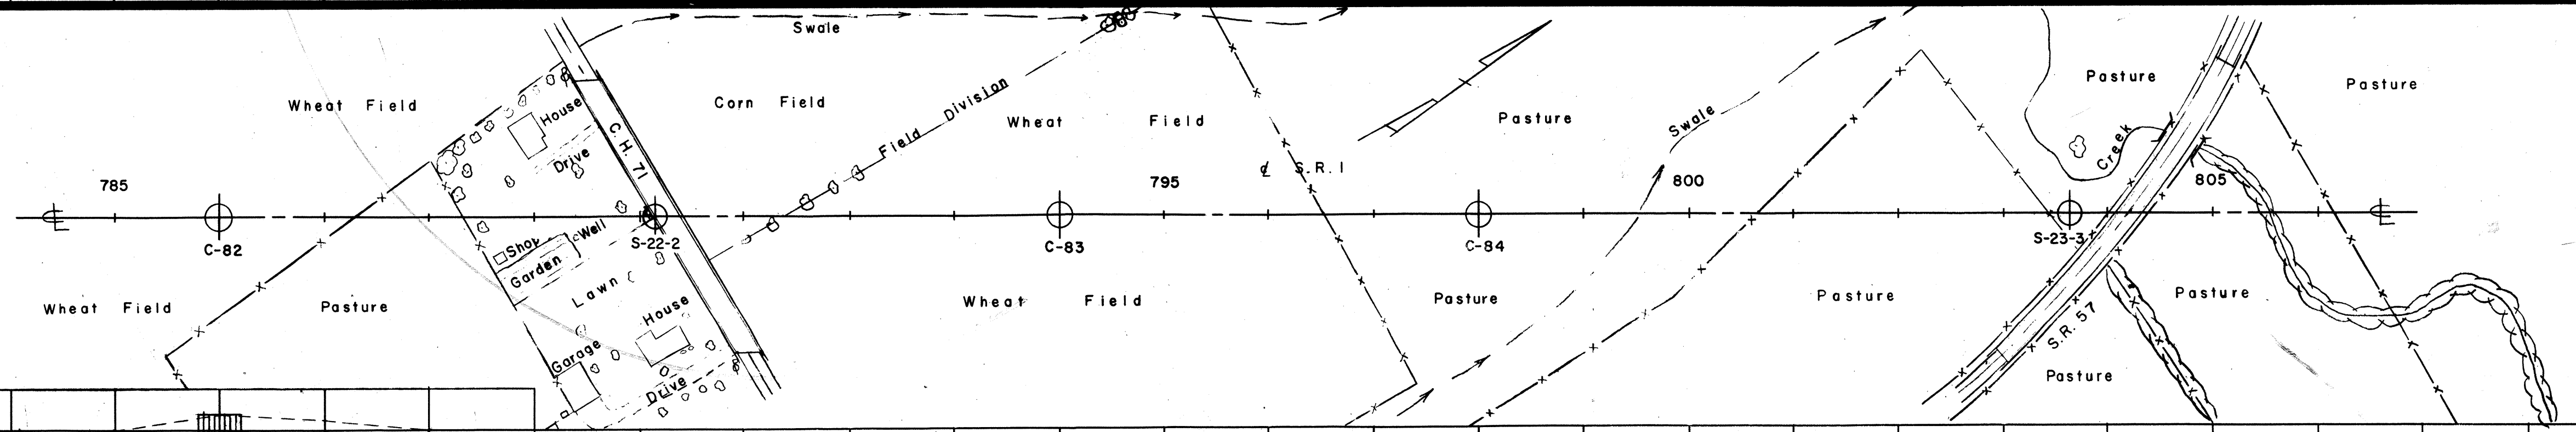 Swale
Wheat Field
House
Drive
C.H. 71
Corn Field
Field Division
Wheat Field
℄ S.R. 1
Pasture
Swale
Pasture
Creek
Pasture
785
795
800
805
℄
℄
C-82
S-22-2
C-83
C-84
S-23-3
Shop
Well
Garden
Lawn
House
Garage
Drive
Wheat Field
Pasture
Wheat Field
Pasture
Pasture
S.R. 57
Pasture
Pasture